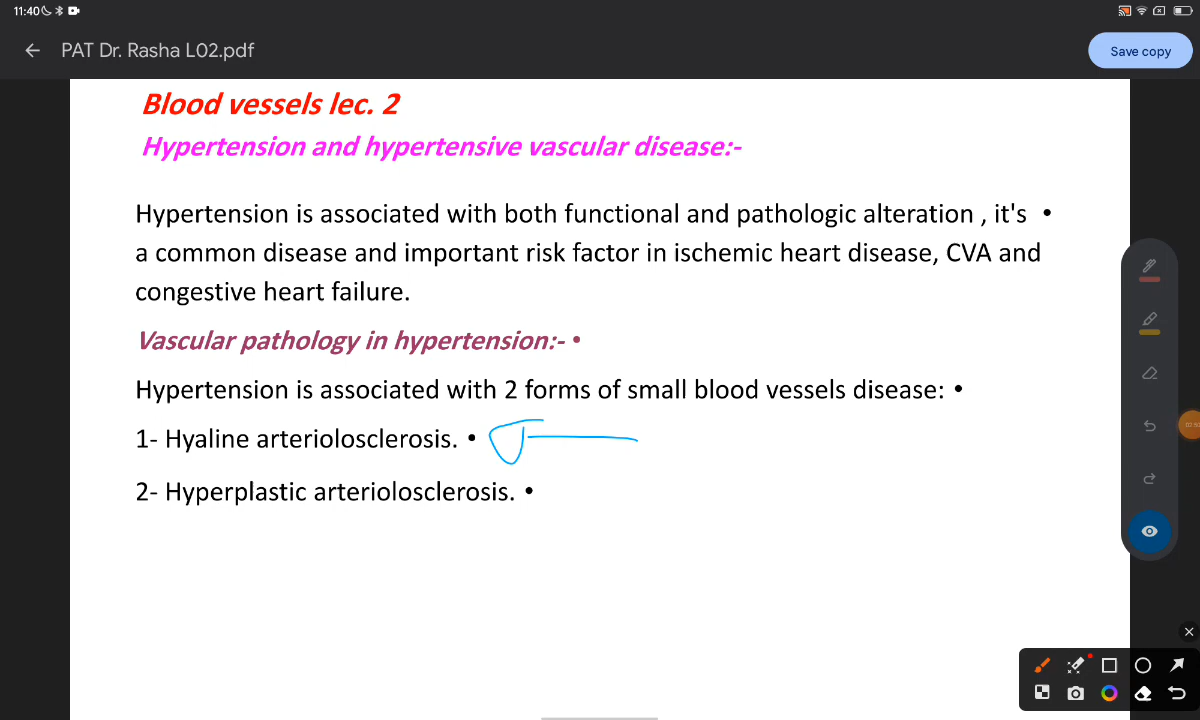 11:40
PAT Dr. Rasha L02.pdf
Save copy
Blood vessels lec. 2
Hypertension and hypertensive vascular disease:-
Hypertension is associated with both functional and pathologic alteration , it's •
a common disease and important risk factor in ischemic heart disease, CVA and
congestive heart failure.
Vascular pathology in hypertension:- •
Hypertension is associated with 2 forms of small blood vessels disease: •
1- Hyaline arteriolosclerosis. •
2- Hyperplastic arteriolosclerosis. •